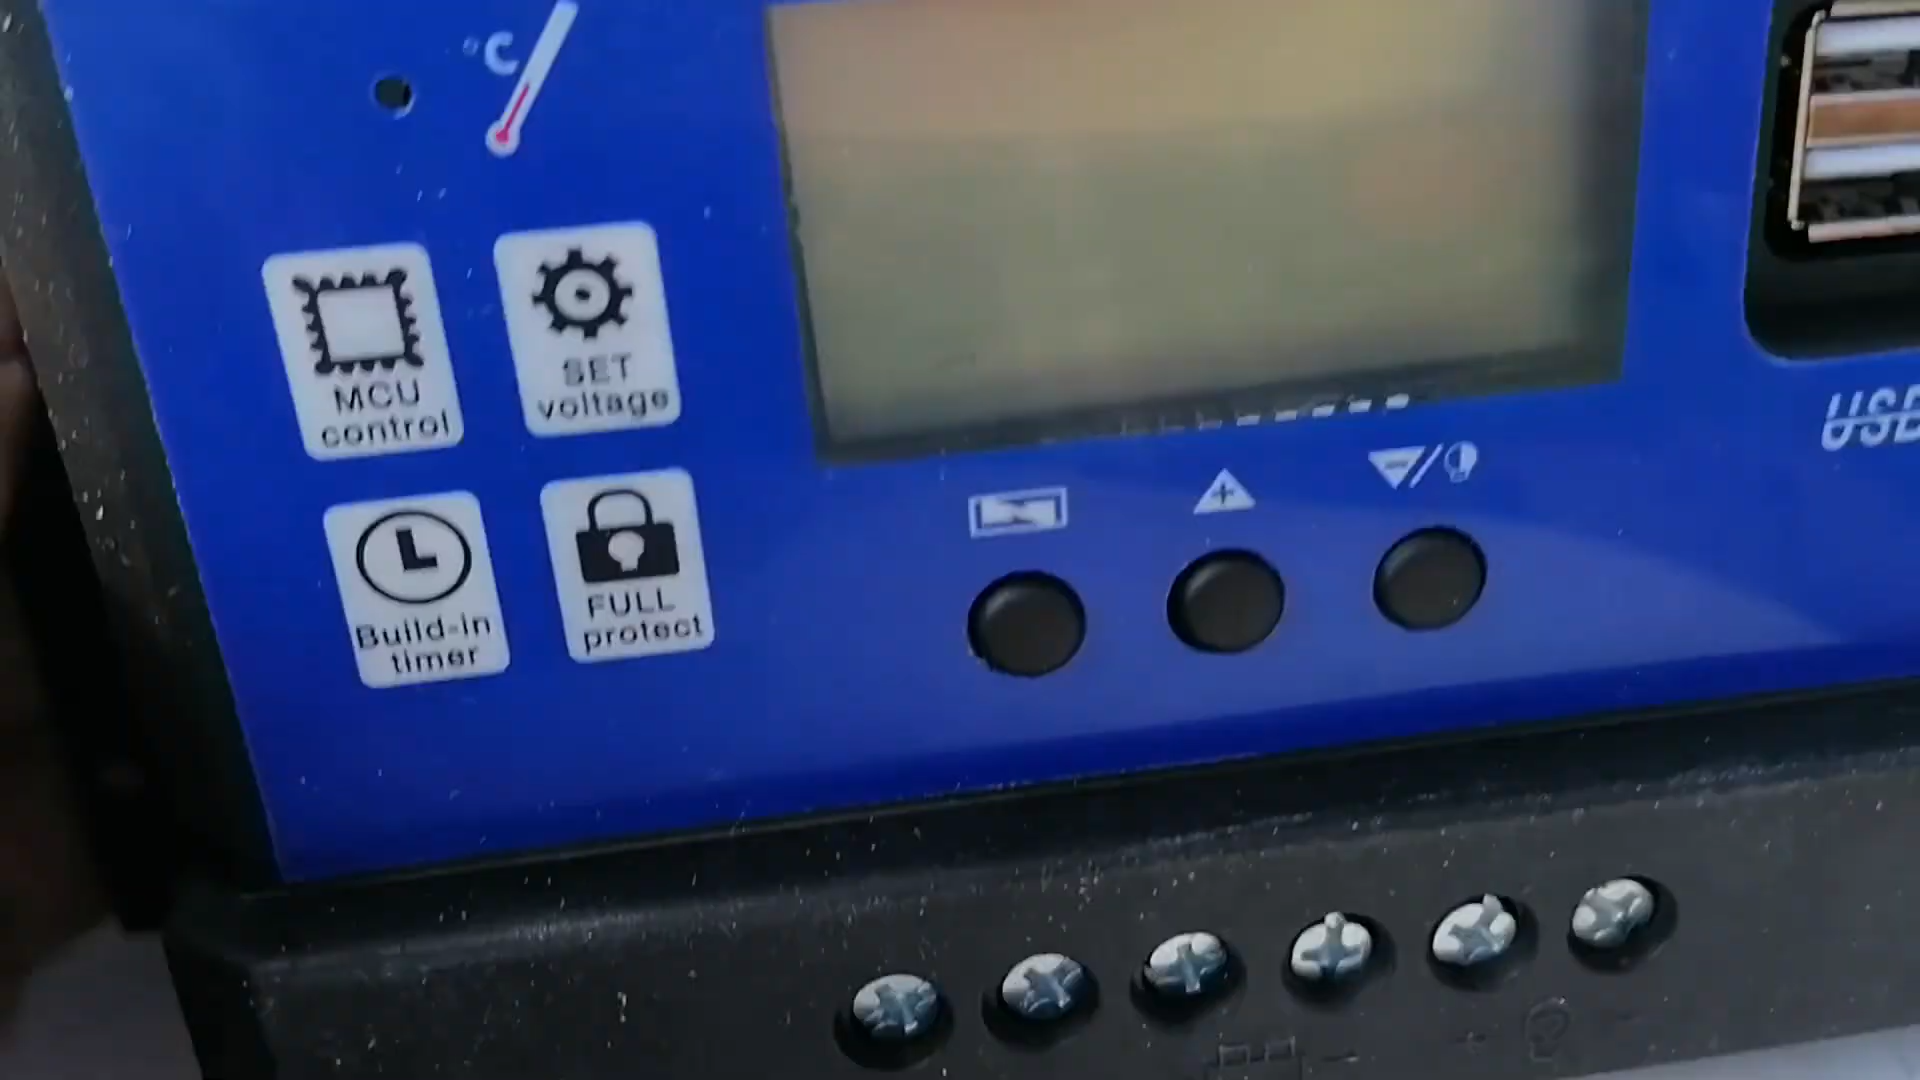 °C
MCU
control
SET
voltage
Build-in
timer
FULL
protect
USB